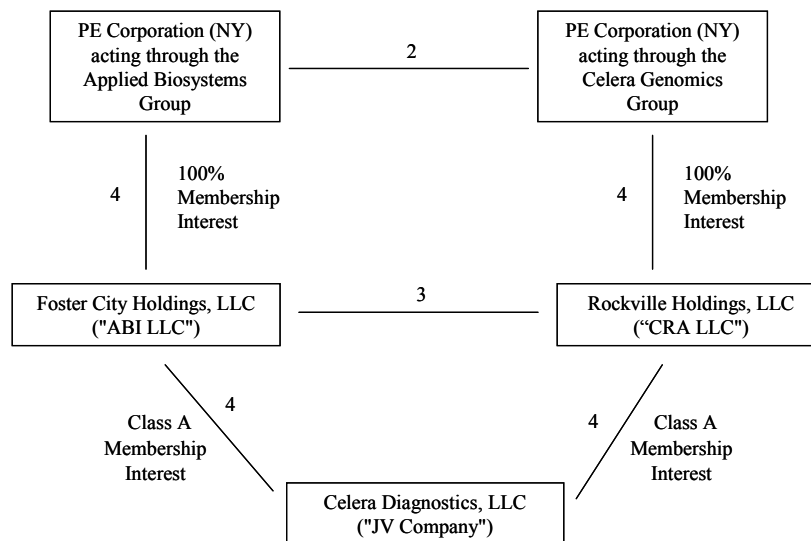 PE Corporation (NY)
acting through the
Applied Biosystems
Group
2
PE Corporation (NY)
acting through the
Celera Genomics
Group
4
100%
Membership
Interest
4
100%
Membership
Interest
Foster City Holdings, LLC
("ABI LLC")
3
Rockville Holdings, LLC
(“CRA LLC")
4
Class A
Membership
Interest
4
Class A
Membership
Interest
Celera Diagnostics, LLC
("JV Company")